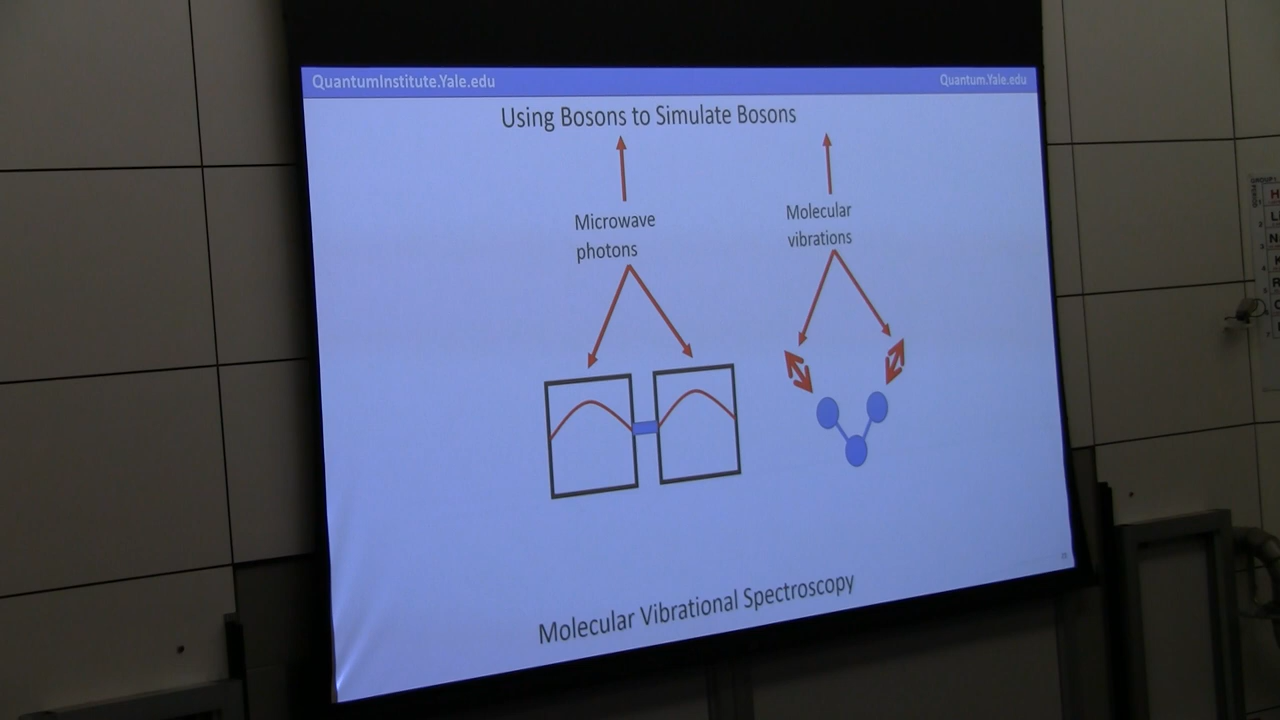 QuantumInstitute.Yale.edu
Quantum.Yale.edu
Using Bosons to Simulate Bosons
Microwave
photons
Molecular
vibrations
Molecular Vibrational Spectroscopy